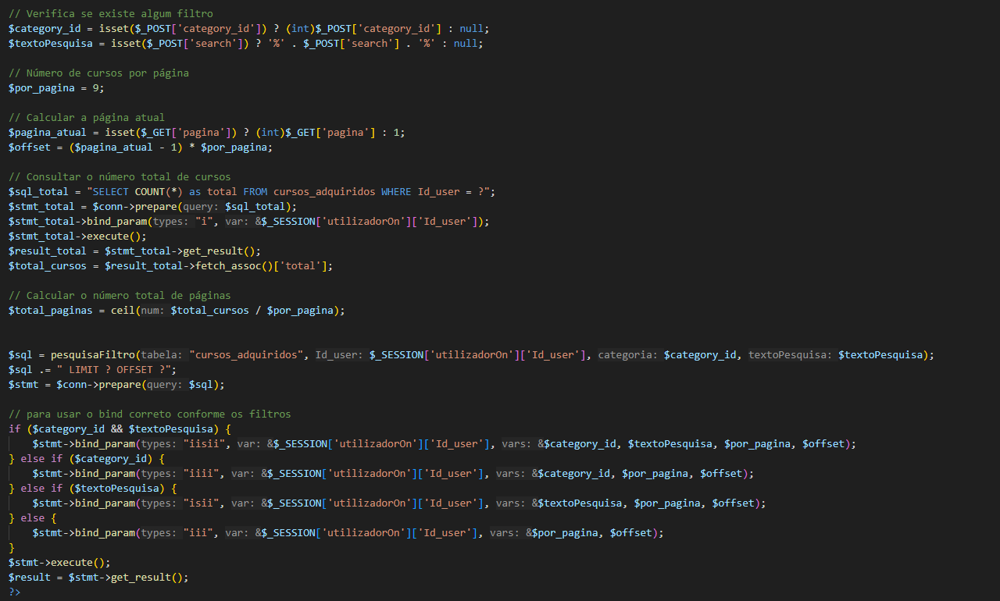 // Verifica se existe algum filtro
$category_id = isset($_POST['category_id']) ? (int)$_POST['category_id'] : null;
$textoPesquisa = isset($_POST['search']) ? '%' . $_POST['search'] . '%' : null;
// Número de cursos por página
$por_pagina = 9;
// Calcular a página atual
$pagina_atual = isset($_GET['pagina']) ? (int)$_GET['pagina'] : 1;
$offset = ($pagina_atual - 1) * $por_pagina;
// Consultar o número total de cursos
$sql_total = "SELECT COUNT(*) as total FROM cursos_adquiridos WHERE Id_user = ?";
$stmt_total = $conn->prepare(query: $sql_total);
$stmt_total->bind_param(types: "i", var: &$_SESSION['utilizadorOn']['Id_user']);
$stmt_total->execute();
$result_total = $stmt_total->get_result();
$total_cursos = $result_total->fetch_assoc()['total'];
// Calcular o número total de páginas
$total_paginas = ceil(num: $total_cursos / $por_pagina);
$sql = pesquisaFiltro(tabela: "cursos_adquiridos", Id_user: $_SESSION['utilizadorOn']['Id_user'], categoria: $category_id, textoPesquisa: $textoPesquisa);
$sql .= " LIMIT ? OFFSET ?";
$stmt = $conn->prepare(query: $sql);
// para usar o bind correto conforme os filtros
if ($category_id && $textoPesquisa) {
    $stmt->bind_param(types: "iisii", var: &$_SESSION['utilizadorOn']['Id_user'], vars: &$category_id, $textoPesquisa, $por_pagina, $offset);
} else if ($category_id) {
    $stmt->bind_param(types: "iiii", var: &$_SESSION['utilizadorOn']['Id_user'], vars: &$category_id, $por_pagina, $offset);
} else if ($textoPesquisa) {
    $stmt->bind_param(types: "isii", var: &$_SESSION['utilizadorOn']['Id_user'], vars: &$textoPesquisa, $por_pagina, $offset);
} else {
    $stmt->bind_param(types: "iii", var: &$_SESSION['utilizadorOn']['Id_user'], vars: &$por_pagina, $offset);
}
$stmt->execute();
$result = $stmt->get_result();
?>